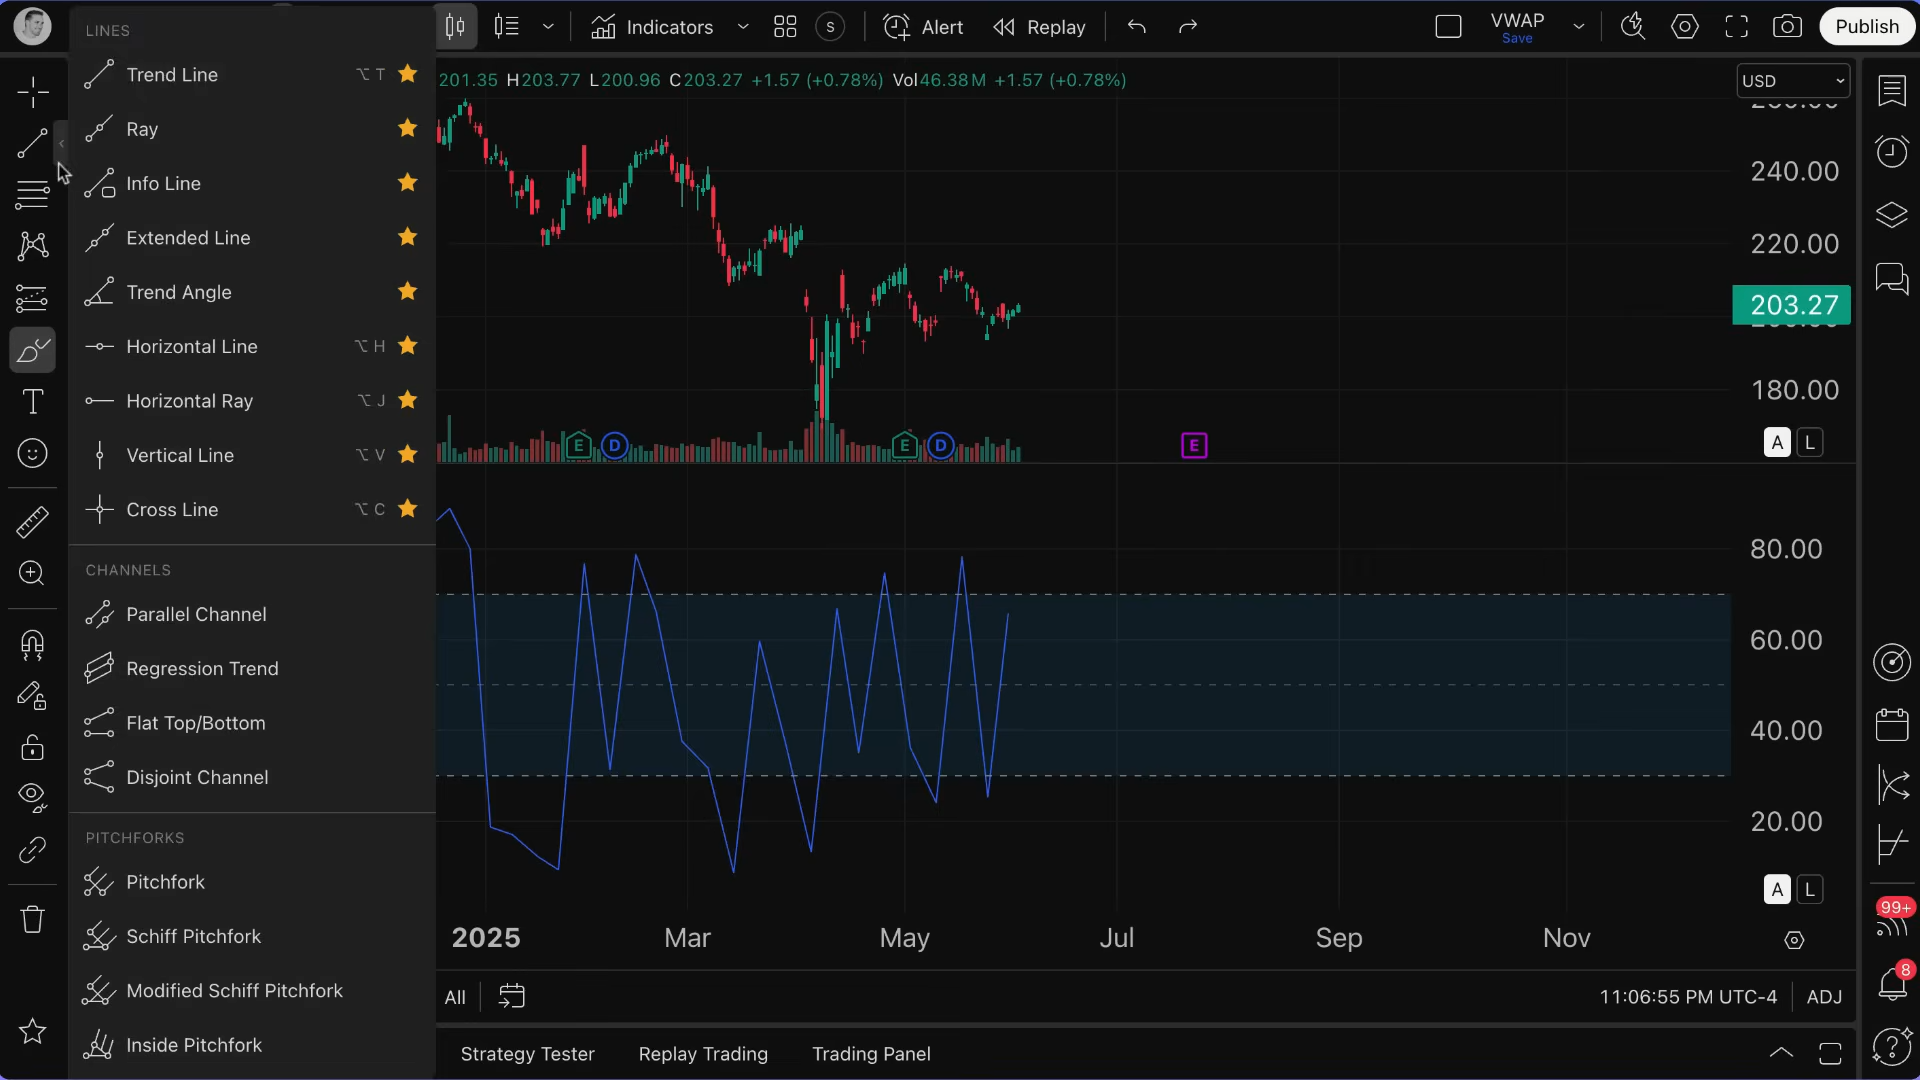 LINES
Trend Line ⌥ T
Ray
Info Line
Extended Line
Trend Angle
Horizontal Line ⌥ H
Horizontal Ray ⌥ J
Vertical Line ⌥ V
Cross Line ⌥ C
CHANNELS
Parallel Channel
Regression Trend
Flat Top/Bottom
Disjoint Channel
PITCHFORKS
Pitchfork
Schiff Pitchfork
Modified Schiff Pitchfork
Inside Pitchfork
Indicators
S
Alert
Replay
VWAP
Save
Publish
201.35 H203.77 L200.96 C203.27 +1.57 (+0.78%) Vol46.38M +1.57 (+0.78%)
USD
240.00
220.00
203.27
180.00
E D E D E
A L
80.00
60.00
40.00
20.00
A L
2025 Mar May Jul Sep Nov
All
11:06:55 PM UTC-4
ADJ
Strategy Tester
Replay Trading
Trading Panel
99+
8